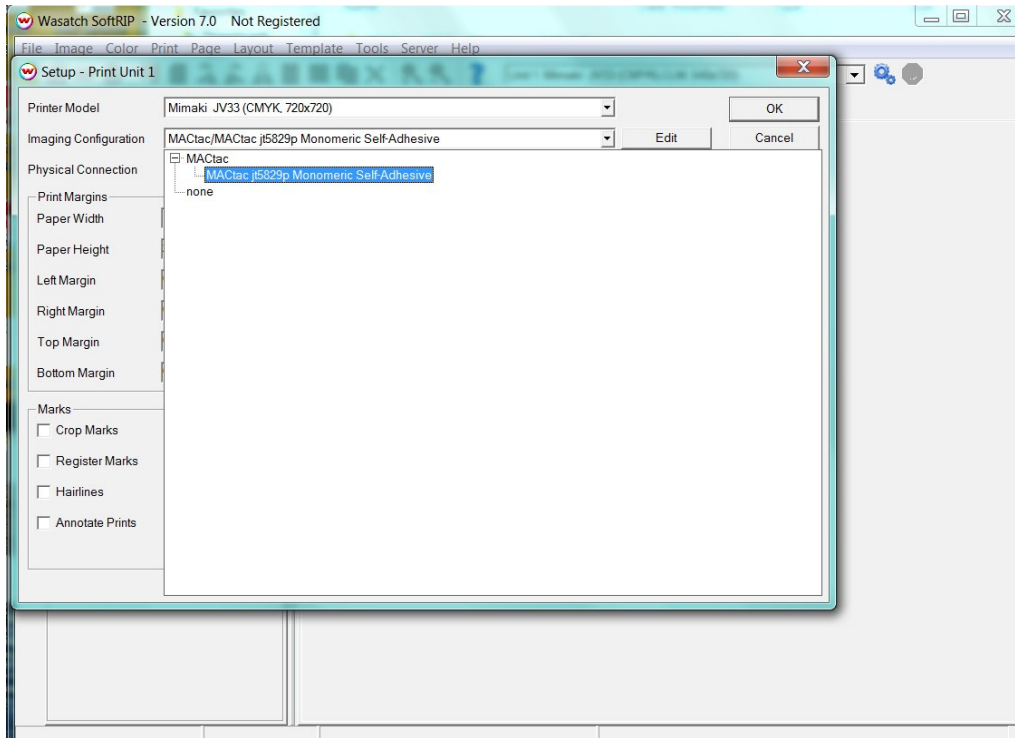 Wasatch SoftRIP - Version 7.0 Not Registered
File Image Color Print Page Layout Template Tools Server Help
Setup - Print Unit 1
Printer Model Mimaki JV33 (CMYK, 720x720) OK
Imaging Configuration MACtac/MACtac jt5829p Monomeric Self-Adhesive Edit Cancel
MACtac
Physical Connection MACtac jt5829p Monomeric Self-Adhesive
none
Print Margins
Paper Width
Paper Height
Left Margin
Right Margin
Top Margin
Bottom Margin
Marks
Crop Marks
Register Marks
Hairlines
Annotate Prints